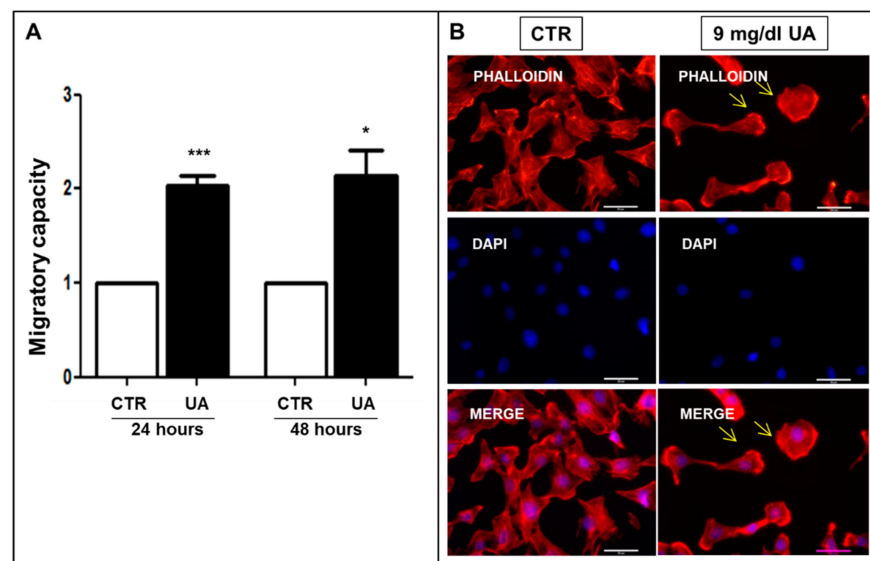 A
Migratory capacity
3
2
1
0
***
*
CTR UA CTR UA
24 hours 48 hours
B
CTR 9 mg/dl UA
PHALLOIDIN PHALLOIDIN
DAPI DAPI
MERGE MERGE